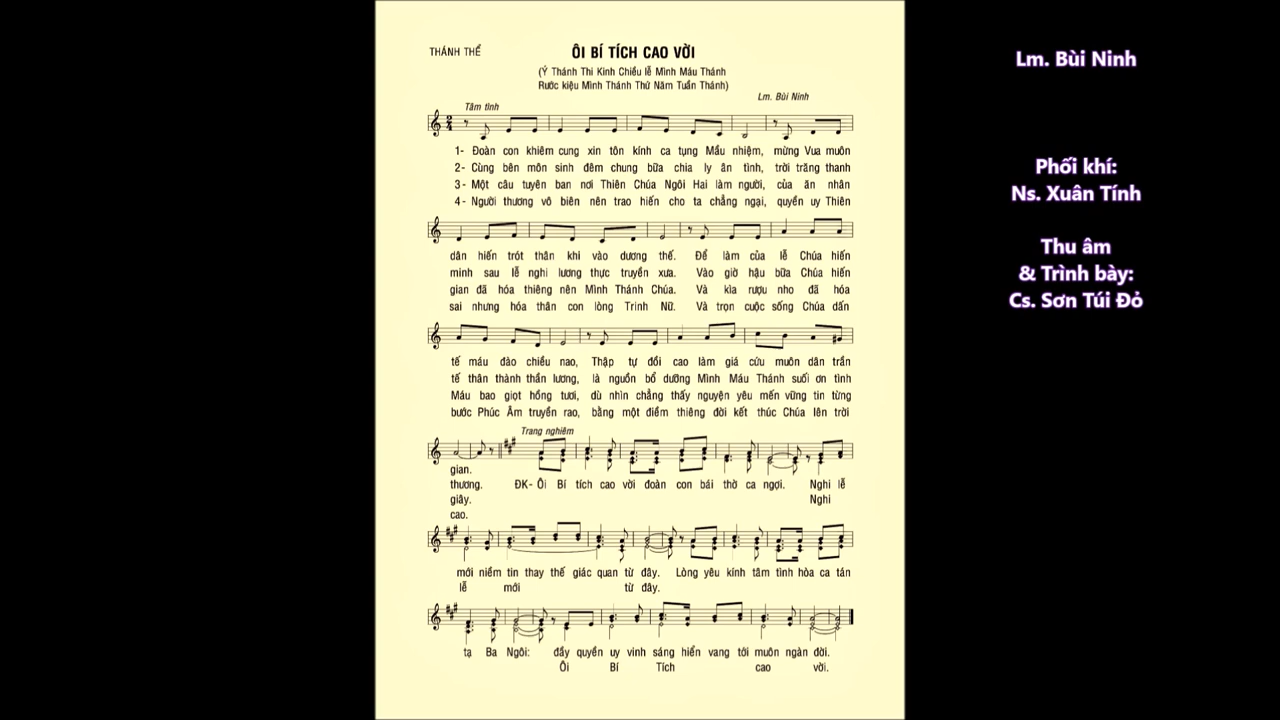 THÁNH THỂ
ÔI BÍ TÍCH CAO VỜI
(Ý Thánh Thi Kinh Chiều lễ Mình Máu Thánh
Rước kiệu Mình Thánh Thứ Năm Tuần Thánh)
Lm. Bùi Ninh
Tâm tình
1- Đoàn con khiêm cung xin tôn kính ca tụng Mầu nhiệm, mừng Vua muôn
2- Cùng bên môn sinh đêm chung bữa chia ly ân tình, trời trăng thanh
3- Một câu tuyên ban nơi Thiên Chúa Ngôi Hai làm người, của ăn nhân
4- Người thương vô biên nên trao hiến cho ta chẳng ngại, quyền uy Thiên
dân hiến trót thân khi vào dương thế. Để làm của lễ Chúa hiến
minh sau lễ nghi lương thực truyền xưa. Vào giờ hậu bữa Chúa hiến
gian đã hóa thiêng nên Mình Thánh Chúa. Và kìa rượu nho đã hóa
sai nhưng hóa thân con lòng Trinh Nữ. Và trọn cuộc sống Chúa dấn
tế máu đào chiều nao, Thập tự đồi cao làm giá cứu muôn dân trần
tế thân thành thần lương, là nguồn bổ dưỡng Mình Máu Thánh suối ơn tình
Máu bao giọt hồng tươi, dù nhìn chẳng thấy nguyện yêu mến vững tin từng
bước Phúc Âm truyền rao, bằng một điểm thiêng đời kết thúc Chúa lên trời
Trang nghiêm
gian.
thương. ĐK- Ôi Bí tích cao vời đoàn con bái thờ ca ngợi. Nghi lễ
giây. Nghi
cao.
mới niềm tin thay thế giác quan từ đây. Lòng yêu kính tâm tình hòa ca tán
lễ mới từ đây.
tạ Ba Ngôi: đầy quyền uy vinh sáng hiển vang tới muôn ngàn đời.
Ôi Bí Tích cao vời.
Lm. Bùi Ninh
Phối khí:
Ns. Xuân Tính
Thu âm
& Trình bày:
Cs. Sơn Túi Đỏ